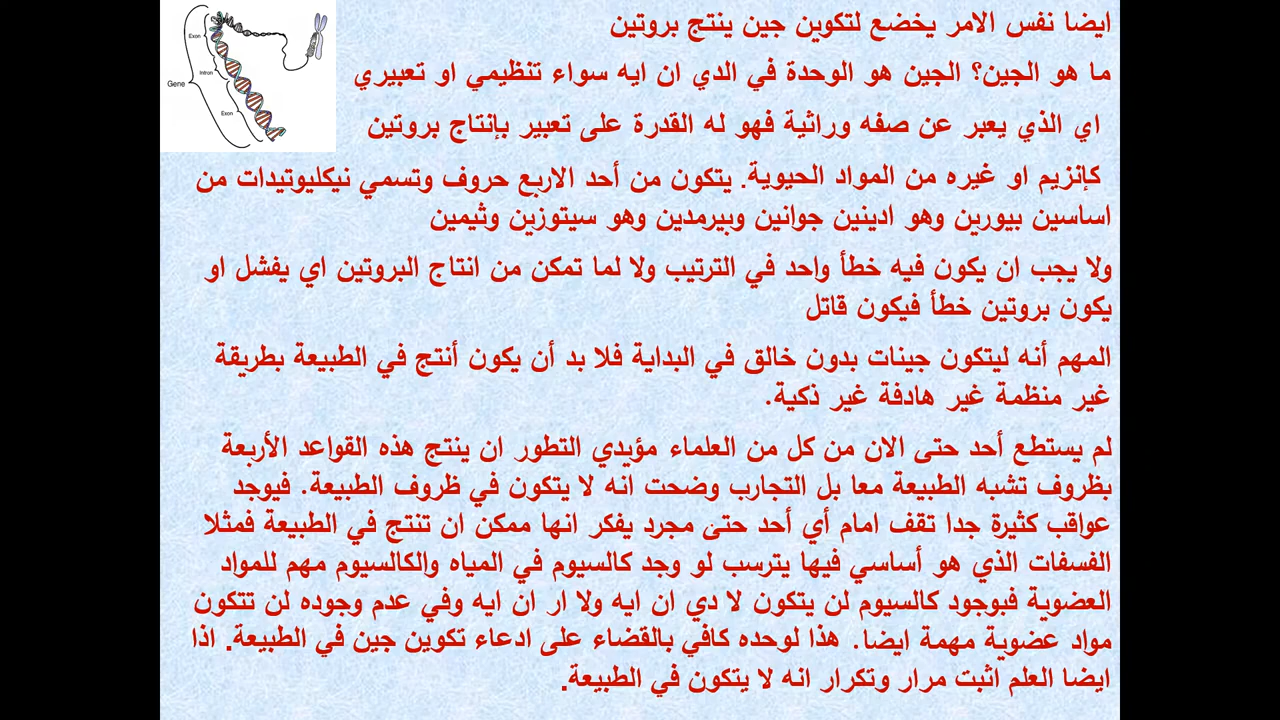 ايضا نفس الامر يخضع لتكوين جين ينتج بروتين
ما هو الجين؟ الجين هو الوحدة في الدي ان ايه سواء تنظيمي او تعبيري
اي الذي يعبر عن صفه وراثية فهو له القدرة على تعبير بإنتاج بروتين
كإنزيم او غيره من المواد الحيوية. يتكون من أحد الاربع حروف وتسمي نيكليوتيدات من
اساسين بيورين وهو ادينين جوانين وبيرمدين وهو سيتوزين وثيمين
ولا يجب ان يكون فيه خطأ واحد في الترتيب ولا لما تمكن من انتاج البروتين اي يفشل او
يكون بروتين خطأ فيكون قاتل
المهم أنه ليتكون جينات بدون خالق في البداية فلا بد أن يكون أنتج في الطبيعة بطريقة
غير منظمة غير هادفة غير ذكية.
لم يستطع أحد حتى الان من كل من العلماء مؤيدي التطور ان ينتج هذه القواعد الأربعة
بظروف تشبه الطبيعة معا بل التجارب وضحت انه لا يتكون في ظروف الطبيعة. فيوجد
عواقب كثيرة جدا تقف امام أي أحد حتى مجرد يفكر انها ممكن ان تنتج في الطبيعة فمثلا
الفسفات الذي هو أساسي فيها يترسب لو وجد كالسيوم في المياه والكالسيوم مهم للمواد
العضوية فبوجود كالسيوم لن يتكون لا دي ان ايه ولا ار ان ايه وفي عدم وجوده لن تتكون
مواد عضوية مهمة ايضا. هذا لوحده كافي بالقضاء على ادعاء تكوين جين في الطبيعة. اذا
ايضا العلم اثبت مرار وتكرار انه لا يتكون في الطبيعة.
Exon
Intron
Gene
Exon